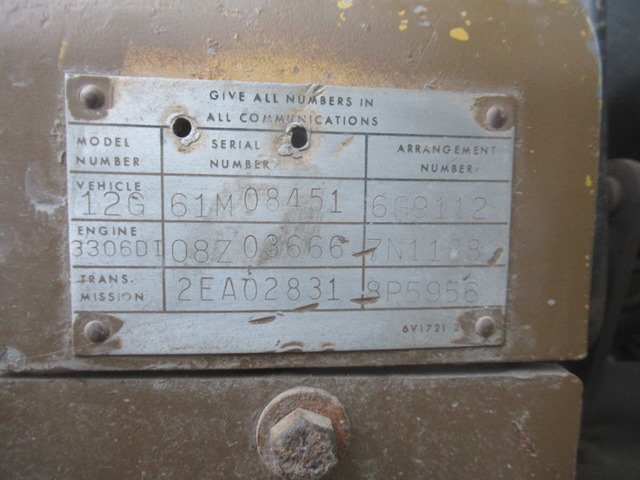 GIVE ALL NUMBERS IN
ALL COMMUNICATIONS
MODEL NUMBER SERIAL NUMBER ARRANGEMENT NUMBER
VEHICLE 12G 61M08451 6G9112
ENGINE 3306DI 08Z03666
TRANS-MISSION 2EA02831 8P5956
6V1721